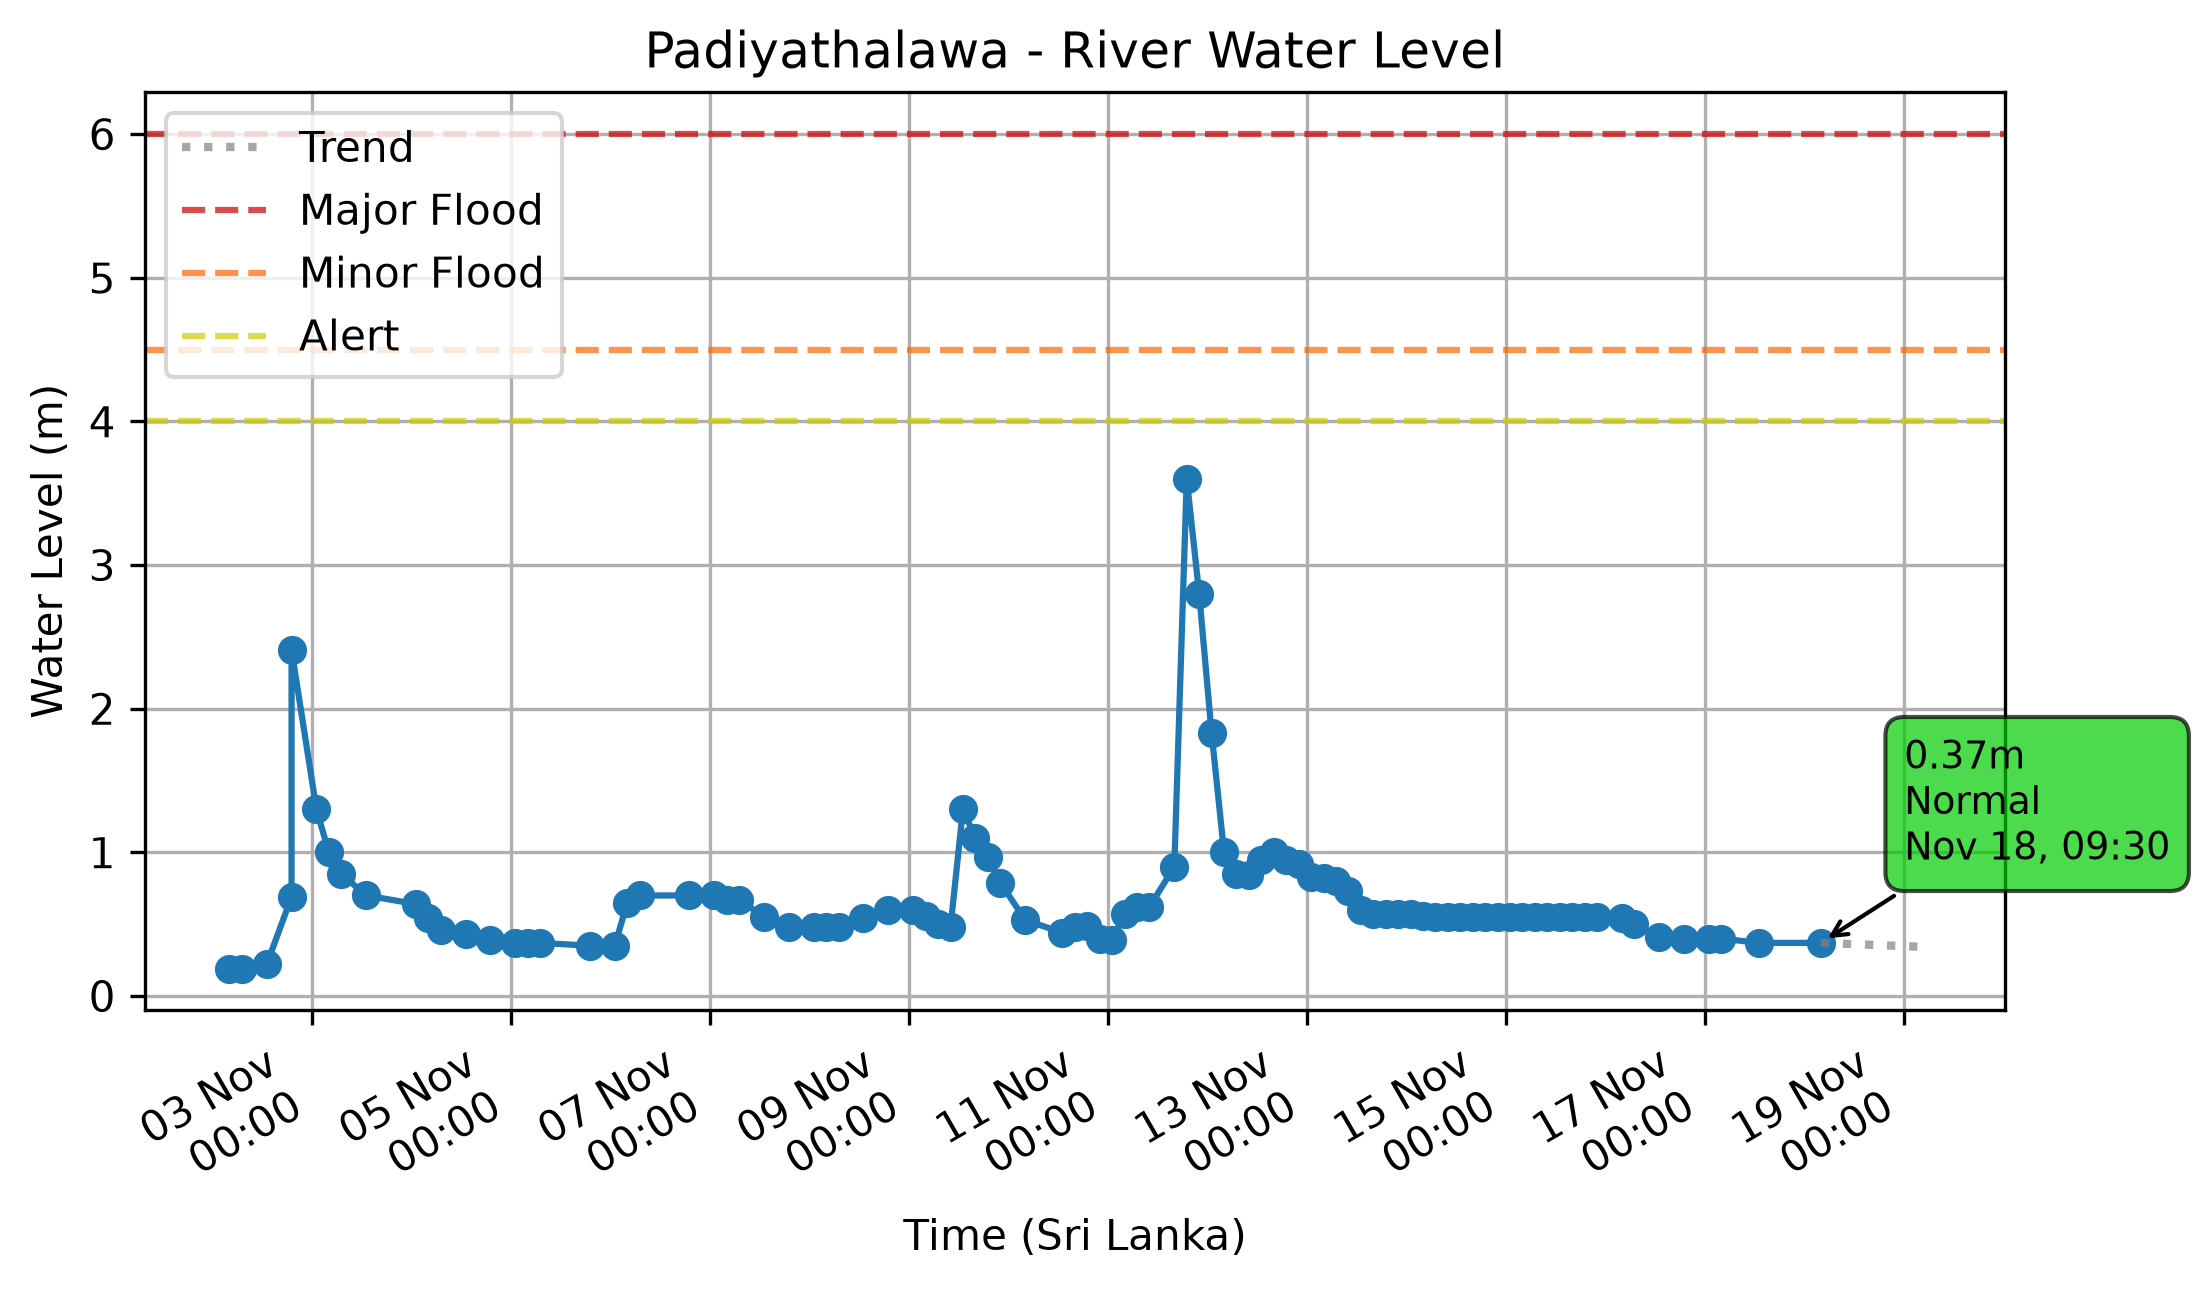 Padiyathalawa - River Water Level
Trend
Major Flood
Minor Flood
Alert
Water Level (m)
6
5
4
3
2
1
0
0.37m
Normal
Nov 18, 09:30
03 Nov
00:00
05 Nov
00:00
07 Nov
00:00
09 Nov
00:00
11 Nov
00:00
13 Nov
00:00
15 Nov
00:00
17 Nov
00:00
19 Nov
00:00
Time (Sri Lanka)